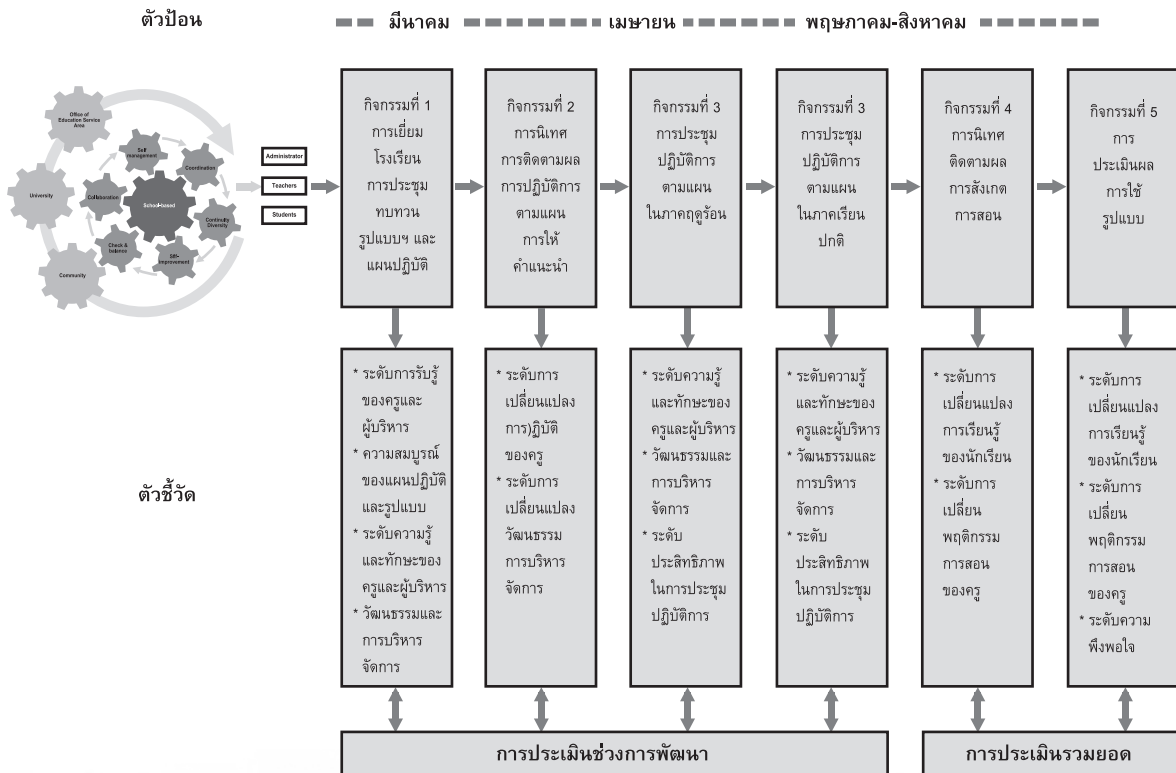 ตัวป้อน
มีนาคม
เมษายน
พฤษภาคม-สิงหาคม
Office of
Education Service
Area
University
Community
Self
management
Coordination
Continuity
Diversity
Self-
improvement
Check &
balance
Collaboration
School-based
Administrator
Teachers
Students
กิจกรรมที่ 1
การเยี่ยม
โรงเรียน
การประชุม
ทบทวน
รูปแบบฯ และ
แผนปฏิบัติ
กิจกรรมที่ 2
การนิเทศ
การติดตามผล
การปฏิบัติการ
ตามแผน
การให้
คำแนะนำ
กิจกรรมที่ 3
การประชุม
ปฏิบัติการ
ตามแผน
ในภาคฤดูร้อน
กิจกรรมที่ 3
การประชุม
ปฏิบัติการ
ตามแผน
ในภาคเรียน
ปกติ
กิจกรรมที่ 4
การนิเทศ
ติดตามผล
การสังเกต
การสอน
กิจกรรมที่ 5
การ
ประเมินผล
การใช้
รูปแบบ
ตัวชี้วัด
* ระดับการรับรู้
ของครูและ
ผู้บริหาร
* ความสมบูรณ์
ของแผนปฏิบัติ
และรูปแบบ
* ระดับความรู้
และทักษะของ
ครูและผู้บริหาร
* วัฒนธรรมและ
การบริหาร
จัดการ
* ระดับการ
เปลี่ยนแปลง
การ)ฏิบัติ
ของครู
* ระดับการ
เปลี่ยนแปลง
วัฒนธรรม
การบริหาร
จัดการ
* ระดับความรู้
และทักษะของ
ครูและผู้บริหาร
* วัฒนธรรมและ
การบริหาร
จัดการ
* ระดับ
ประสิทธิภาพ
ในการประชุม
ปฏิบัติการ
* ระดับความรู้
และทักษะของ
ครูและผู้บริหาร
* วัฒนธรรมและ
การบริหาร
จัดการ
* ระดับ
ประสิทธิภาพ
ในการประชุม
ปฏิบัติการ
* ระดับการ
เปลี่ยนแปลง
การเรียนรู้
ของนักเรียน
* ระดับการ
เปลี่ยน
พฤติกรรม
การสอน
ของครู
* ระดับการ
เปลี่ยนแปลง
การเรียนรู้
ของนักเรียน
* ระดับการ
เปลี่ยน
พฤติกรรม
การสอน
ของครู
* ระดับความ
พึงพอใจ
การประเมินช่วงการพัฒนา
การประเมินรวมยอด